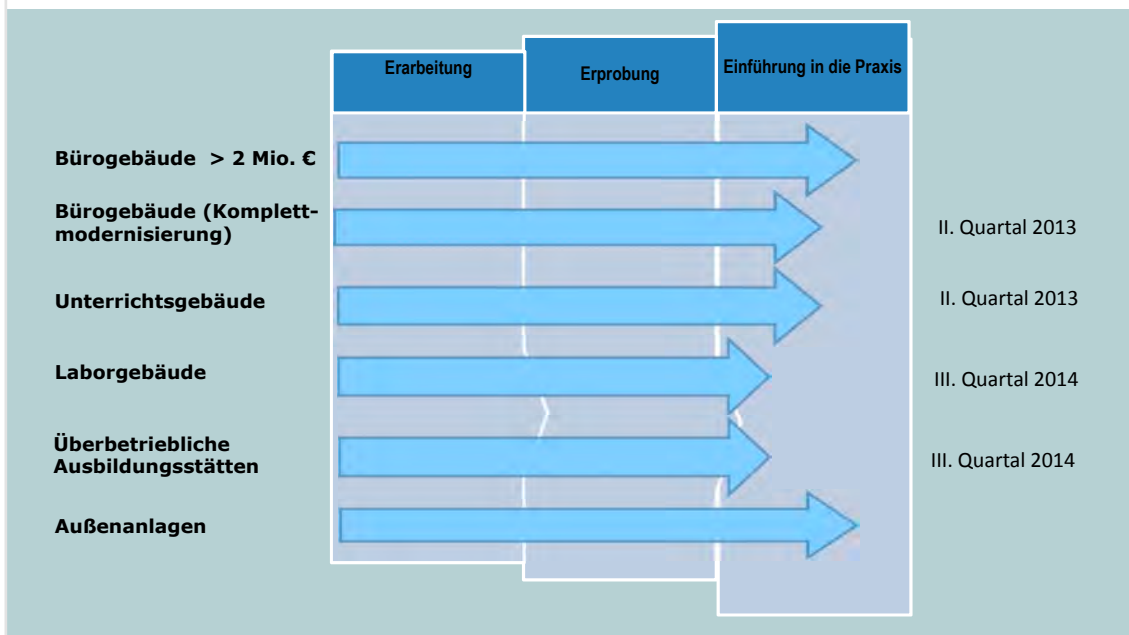 Erarbeitung
Erprobung
Einführung in die Praxis
Bürogebäude > 2 Mio. €
Bürogebäude (Komplett-
modernisierung)
II. Quartal 2013
Unterrichtsgebäude
II. Quartal 2013
Laborgebäude
III. Quartal 2014
Überbetriebliche
Ausbildungsstätten
III. Quartal 2014
Außenanlagen